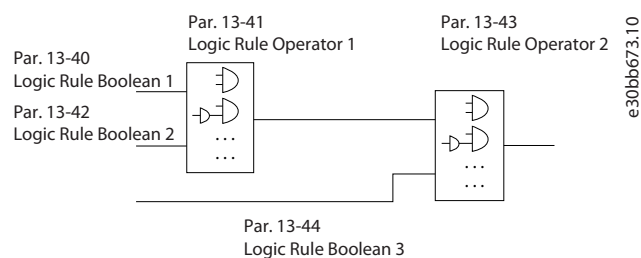 Par. 13-41
Logic Rule Operator 1
Par. 13-43
Logic Rule Operator 2
Par. 13-40
Logic Rule Boolean 1
Par. 13-42
Logic Rule Boolean 2
. . .
. . .
. . .
. . .
Par. 13-44
Logic Rule Boolean 3
e30bb673.10